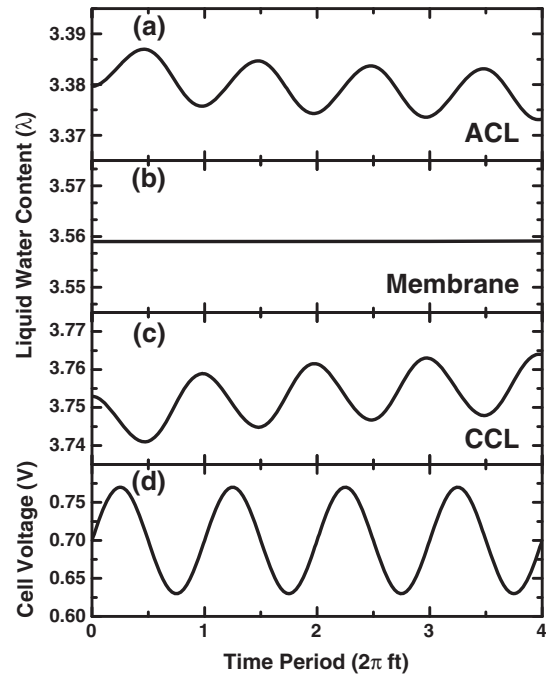 Liquid Water Content (λ)
Cell Voltage (V)
(a)
3.39
3.38
3.37
ACL
(b)
3.57
3.56
3.55
Membrane
(c)
3.77
3.76
3.75
3.74
CCL
(d)
0.75
0.70
0.65
0.60
0 1 2 3 4
Time Period (2π ft)